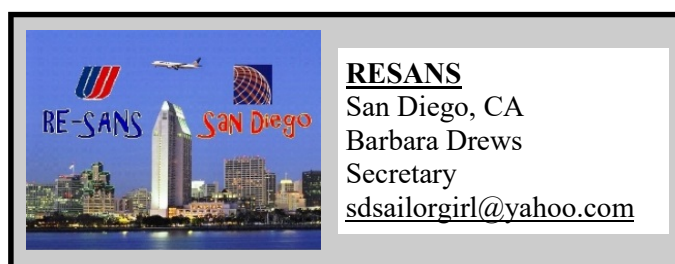 RE-SANS
SAN DIEGO
RESANS
San Diego, CA
Barbara Drews
Secretary
sdsailorgirl@yahoo.com